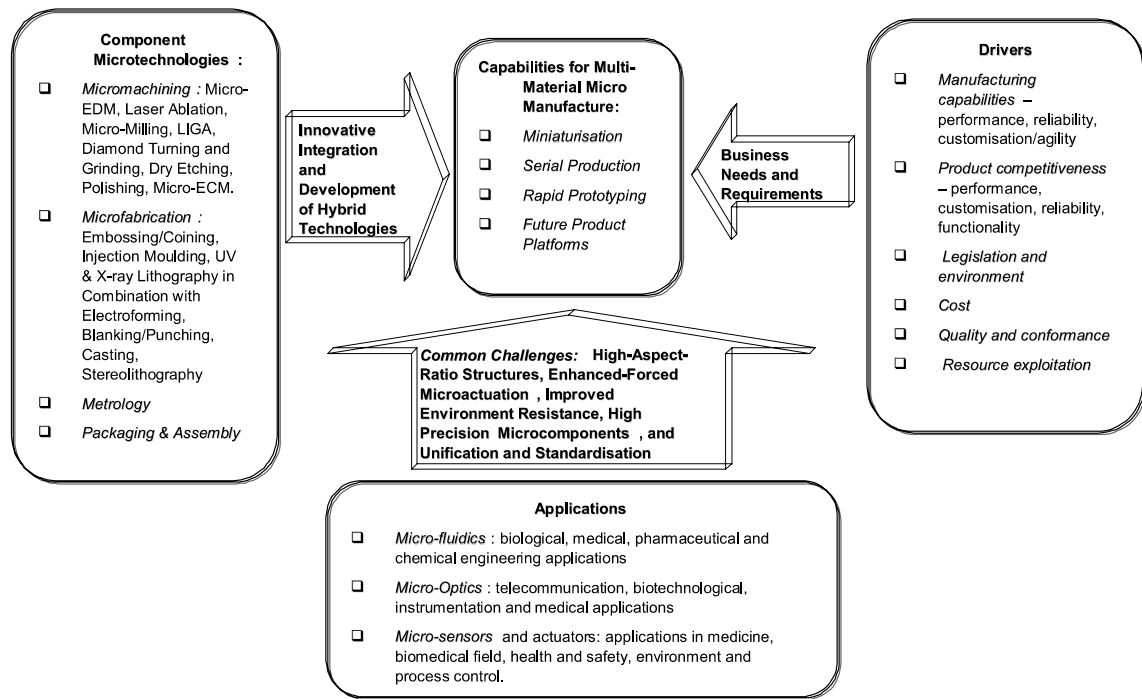 Component
Microtechnologies :
❑ Micromachining : Micro-
EDM, Laser Ablation,
Micro-Milling, LIGA,
Diamond Turning and
Grinding, Dry Etching,
Polishing, Micro-ECM.
❑ Microfabrication :
Embossing/Coining,
Injection Moulding, UV
& X-ray Lithography in
Combination with
Electroforming,
Blanking/Punching,
Casting,
Stereolithography
❑ Metrology
❑ Packaging & Assembly
Innovative
Integration
and
Development
of Hybrid
Technologies
Capabilities for Multi-
Material Micro
Manufacture:
❑ Miniaturisation
❑ Serial Production
❑ Rapid Prototyping
❑ Future Product
Platforms
Business
Needs and
Requirements
Drivers
❑ Manufacturing
capabilities –
performance, reliability,
customisation/agility
❑ Product competitiveness
– performance,
customisation, reliability,
functionality
❑ Legislation and
environment
❑ Cost
❑ Quality and conformance
❑ Resource exploitation
Common Challenges: High-Aspect-
Ratio Structures, Enhanced-Forced
Microactuation , Improved
Environment Resistance, High
Precision Microcomponents , and
Unification and Standardisation
Applications
❑ Micro-fluidics : biological, medical, pharmaceutical and
chemical engineering applications
❑ Micro-Optics : telecommunication, biotechnological,
instrumentation and medical applications
❑ Micro-sensors and actuators: applications in medicine,
biomedical field, health and safety, environment and
process control.